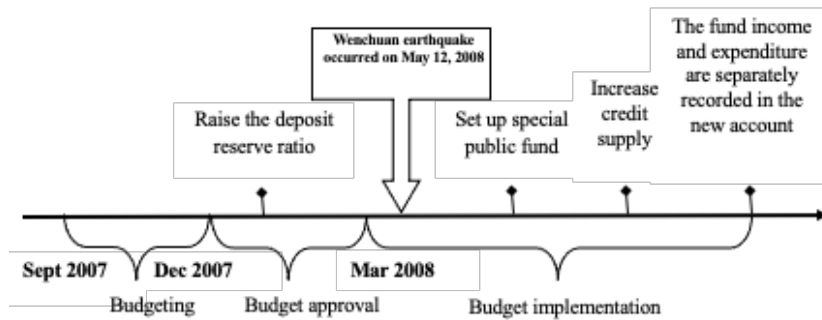 Wenchuan earthquake
occurred on May 12, 2008
The fund income
and expenditure
are separately
recorded in the
new account
Increase
credit
supply
Raise the deposit
reserve ratio
Set up special
public fund
Sept 2007
Dec 2007
Mar 2008
Budgeting
Budget approval
Budget implementation